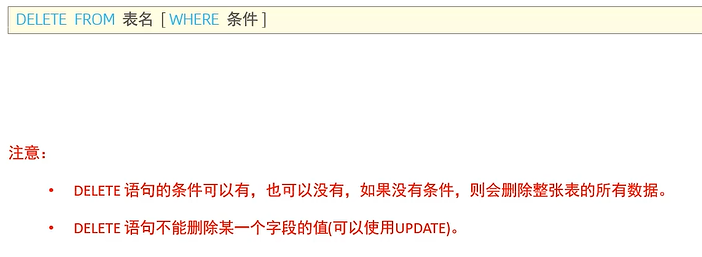 DELETE FROM 表名 [ WHERE 条件 ]
注意：
• DELETE 语句的条件可以有，也可以没有，如果没有条件，则会删除整张表的所有数据。
• DELETE 语句不能删除某一个字段的值(可以使用UPDATE)。